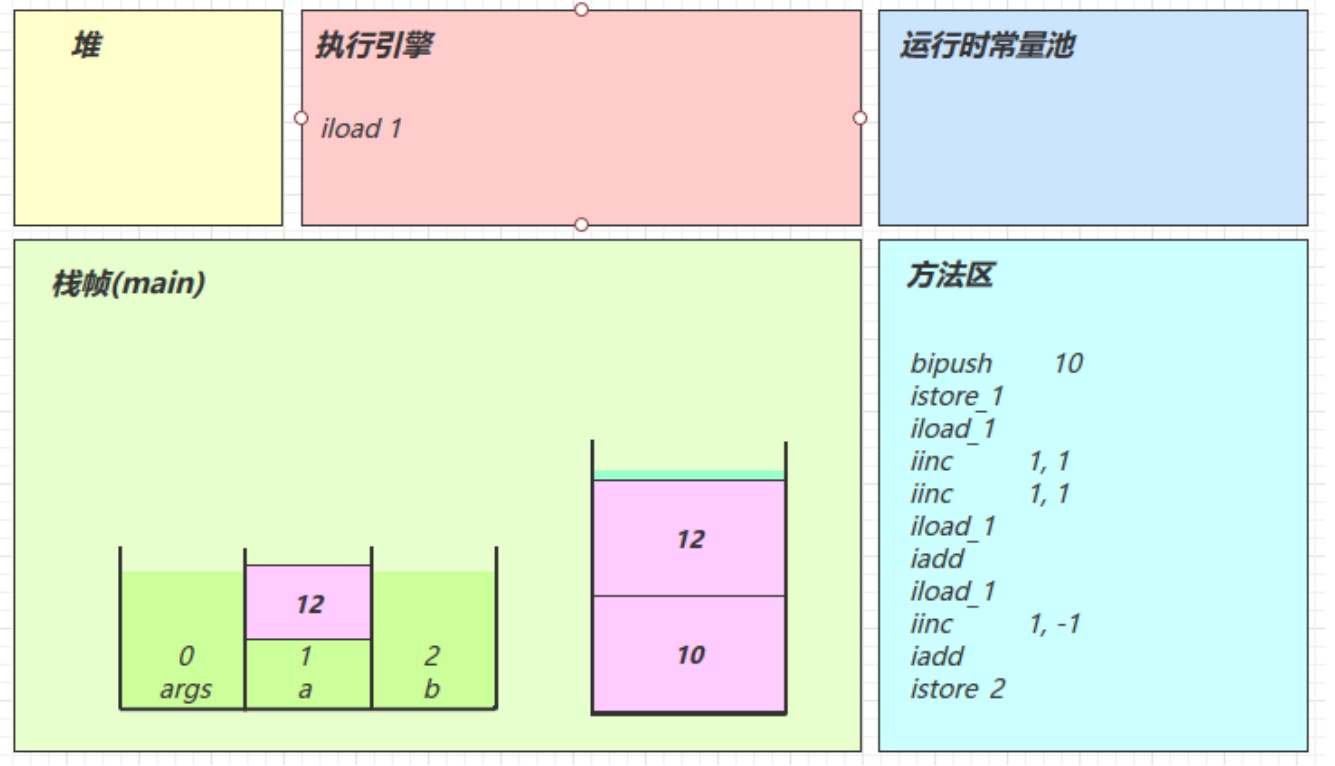 堆
执行引擎
iload 1
运行时常量池
栈帧(main)
12
10
12
0
1
2
args
a
b
方法区
bipush 10
istore_1
iload_1
iinc 1, 1
iinc 1, 1
iload_1
iadd
iload_1
iinc 1, -1
iadd
istore 2